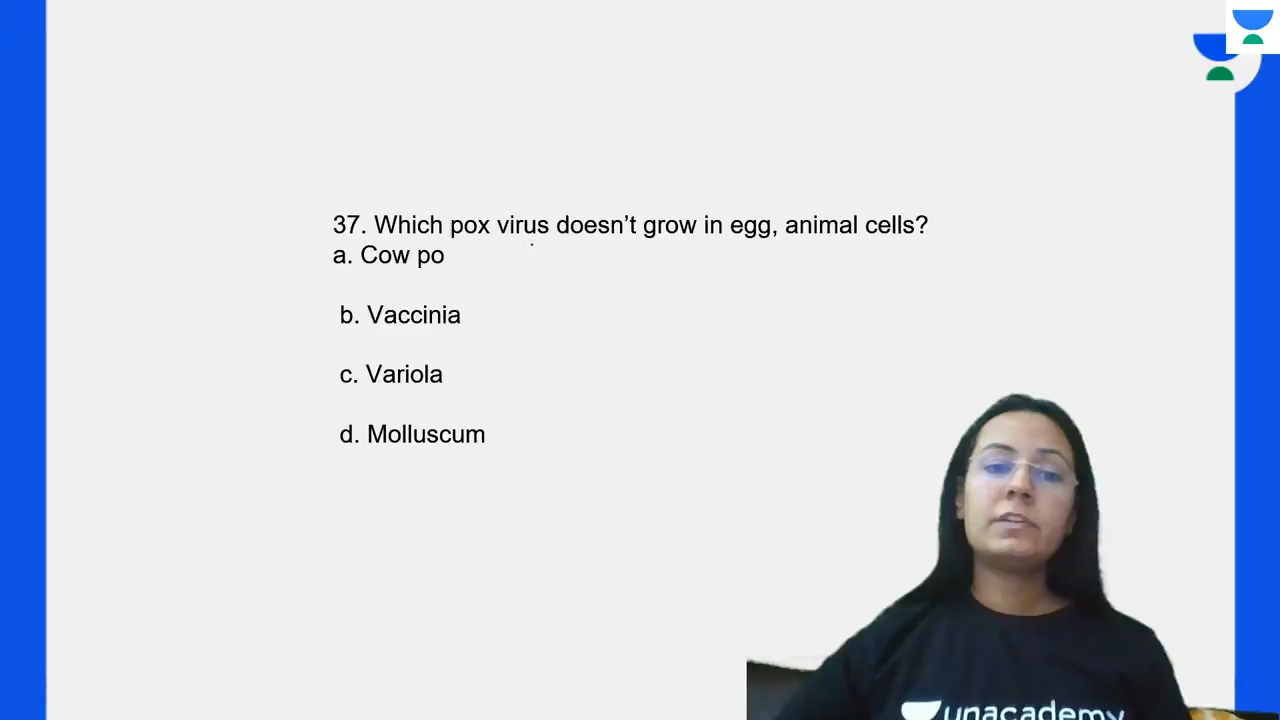 37. Which pox virus doesn’t grow in egg, animal cells?
a. Cow po
b. Vaccinia
c. Variola
d. Molluscum
unacademy